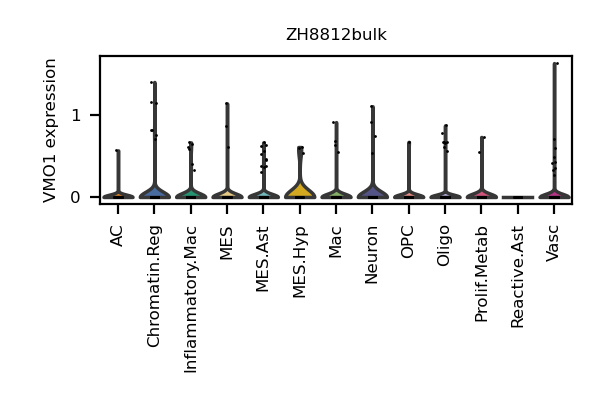 ZH8812bulk
VMO1 expression
1
0
AC
Chromatin.Reg
Inflammatory.Mac
MES
MES.Ast
MES.Hyp
Mac
Neuron
OPC
Oligo
Prolif.Metab
Reactive.Ast
Vasc